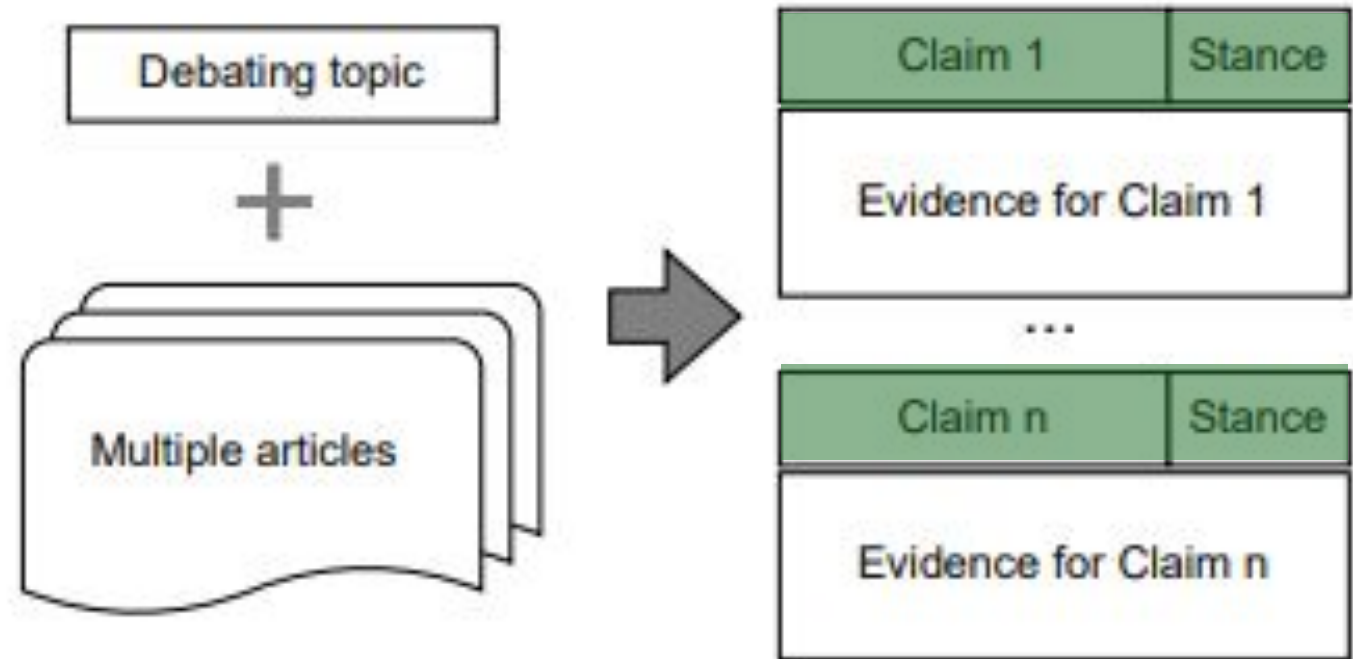 Debating topic
+
Multiple articles
Claim 1 Stance
Evidence for Claim 1
...
Claim n Stance
Evidence for Claim n